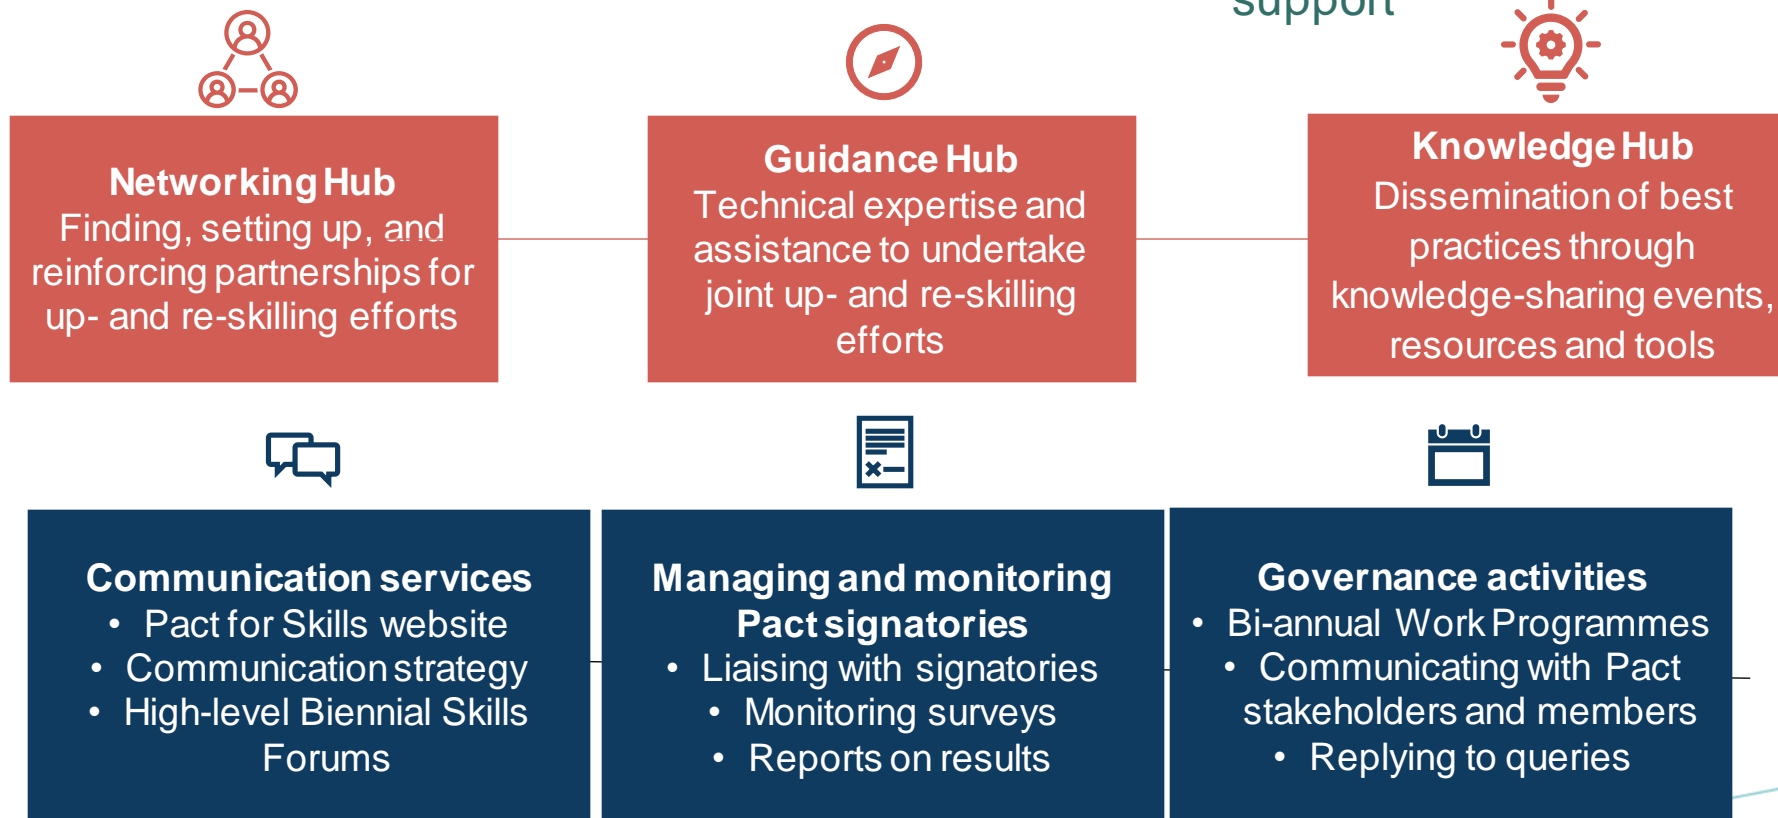 support
Networking Hub
Finding, setting up, and
reinforcing partnerships for
up- and re-skilling efforts
Guidance Hub
Technical expertise and
assistance to undertake
joint up- and re-skilling
efforts
Knowledge Hub
Dissemination of best
practices through
knowledge-sharing events,
resources and tools
Communication services
• Pact for Skills website
• Communication strategy
• High-level Biennial Skills
Forums
Managing and monitoring
Pact signatories
• Liaising with signatories
• Monitoring surveys
• Reports on results
Governance activities
• Bi-annual Work Programmes
• Communicating with Pact
stakeholders and members
• Replying to queries